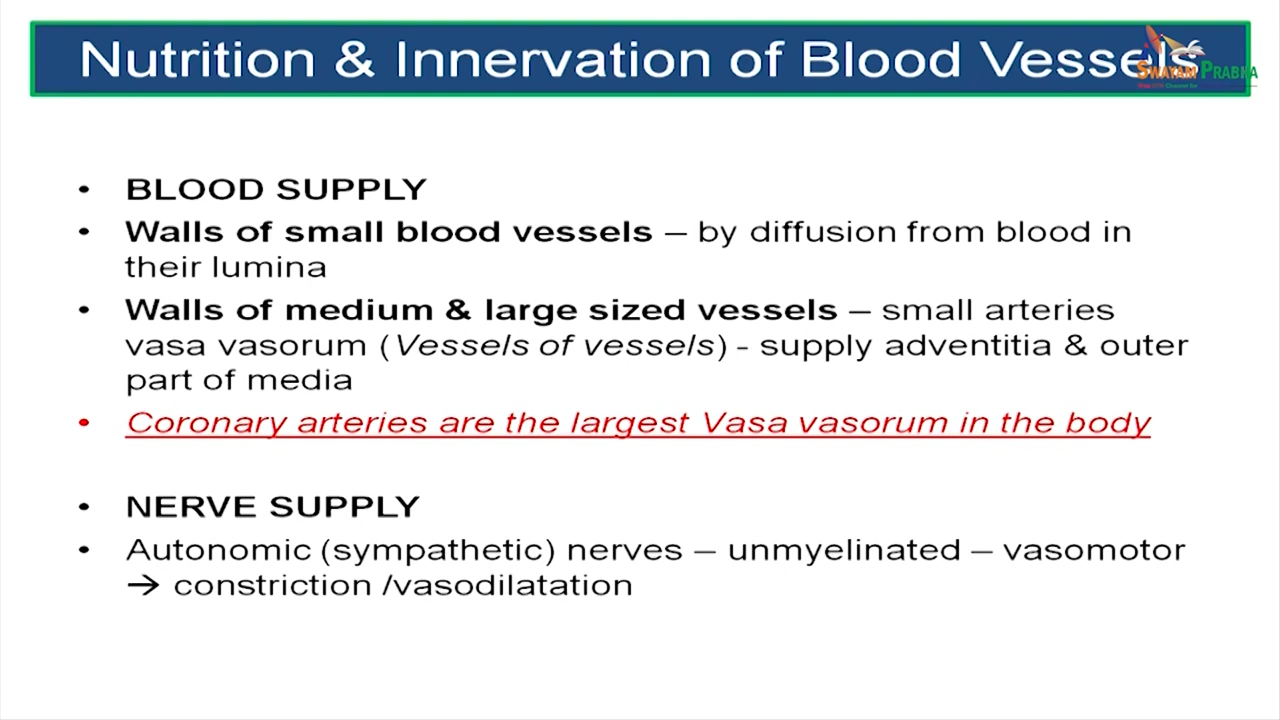 Nutrition & Innervation of Blood Vessels
SWAYAM PRABHA
• BLOOD SUPPLY
• Walls of small blood vessels – by diffusion from blood in
their lumina
• Walls of medium & large sized vessels – small arteries
vasa vasorum (Vessels of vessels) - supply adventitia & outer
part of media
• Coronary arteries are the largest Vasa vasorum in the body
• NERVE SUPPLY
• Autonomic (sympathetic) nerves – unmyelinated – vasomotor
→ constriction /vasodilatation